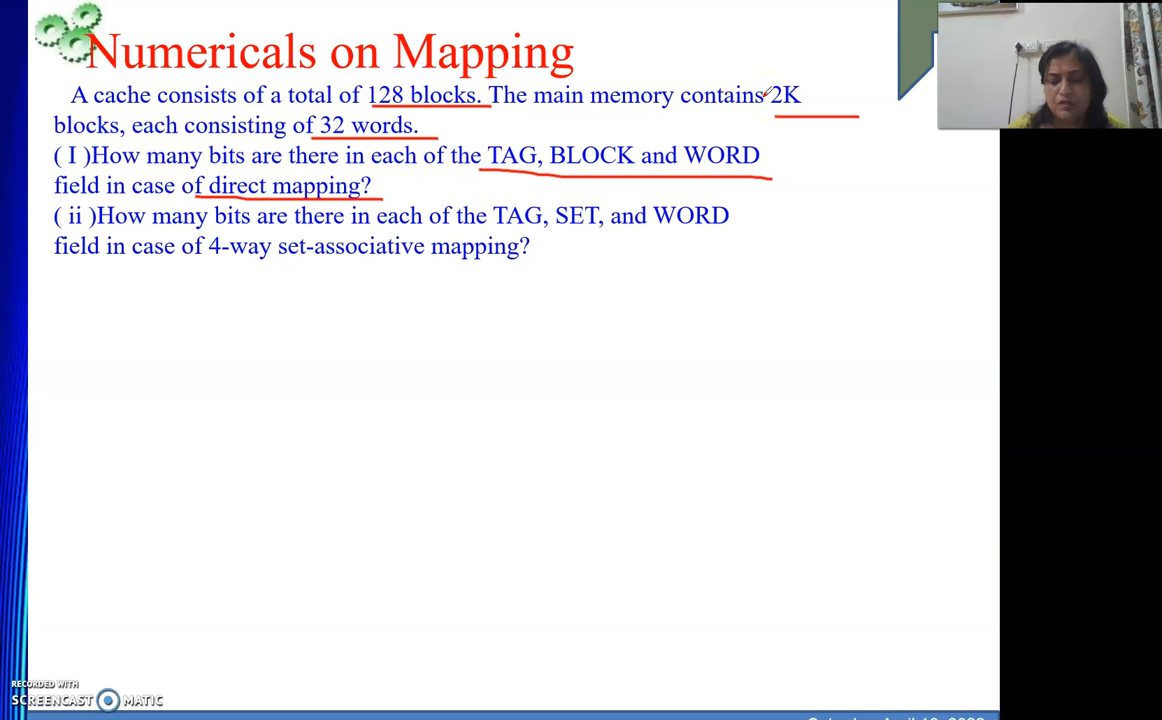 Numericals on Mapping
A cache consists of a total of 128 blocks. The main memory contains 2K
blocks, each consisting of 32 words.
( I )How many bits are there in each of the TAG, BLOCK and WORD
field in case of direct mapping?
( ii )How many bits are there in each of the TAG, SET, and WORD
field in case of 4-way set-associative mapping?
RECORDED WITH
SCREENCAST MATIC